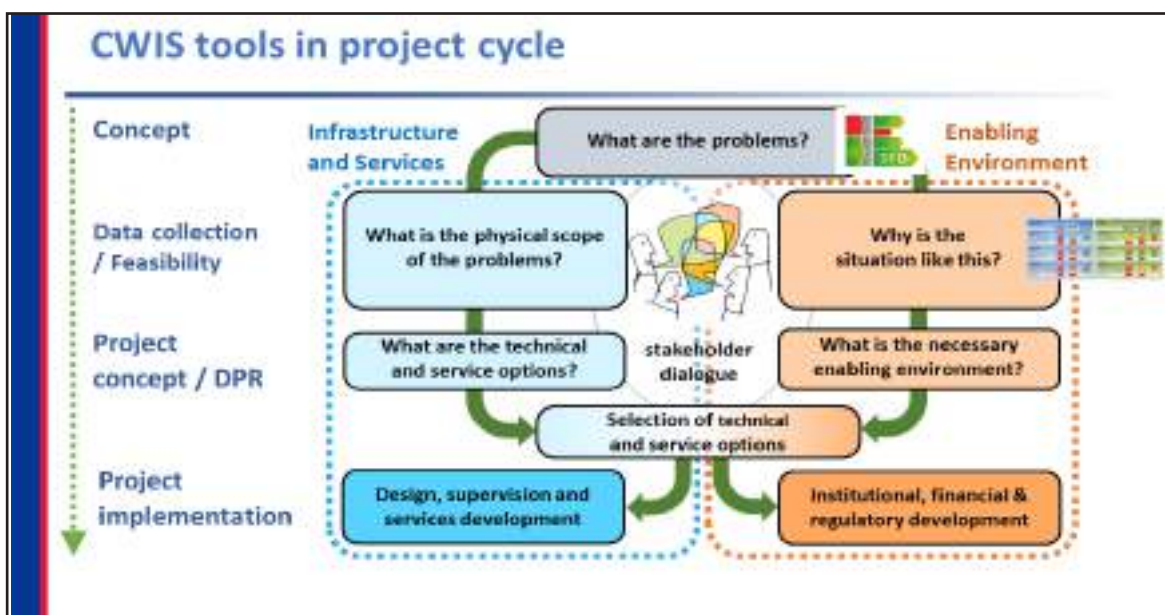 CWIS tools in project cycle
Concept
Infrastructure
and Services
What are the problems?
SFD
Enabling
Environment
Data collection
/ Feasibility
What is the physical scope
of the problems?
Why is the
situation like this?
Project
concept / DPR
What are the technical
and service options?
stakeholder
dialogue
What is the necessary
enabling environment?
Selection of technical
and service options
Project
implementation
Design, supervision and
services development
Institutional, financial &
regulatory development